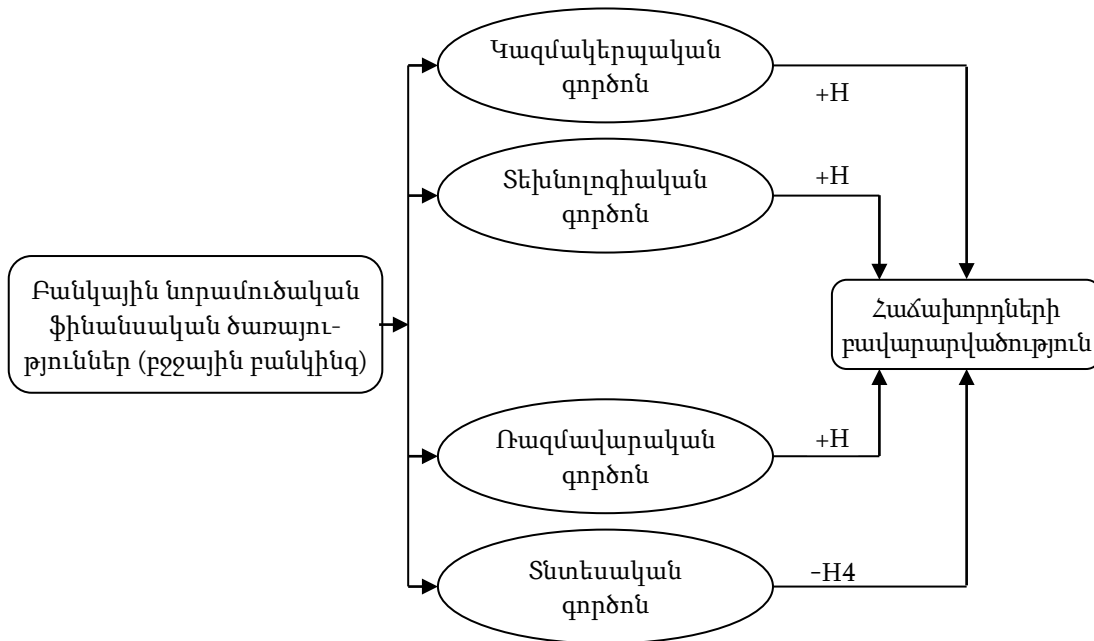 Կազմակերպական
գործոն
+H
Տեխնոլոգիական
գործոն
+H
Բանկային նորամուծական
ֆինանսական ծառայու-
թյուններ (բջջային բանկինգ)
Հաճախորդների
բավարարվածություն
Ռազմավարական
գործոն
+H
Տնտեսական
գործոն
-H4